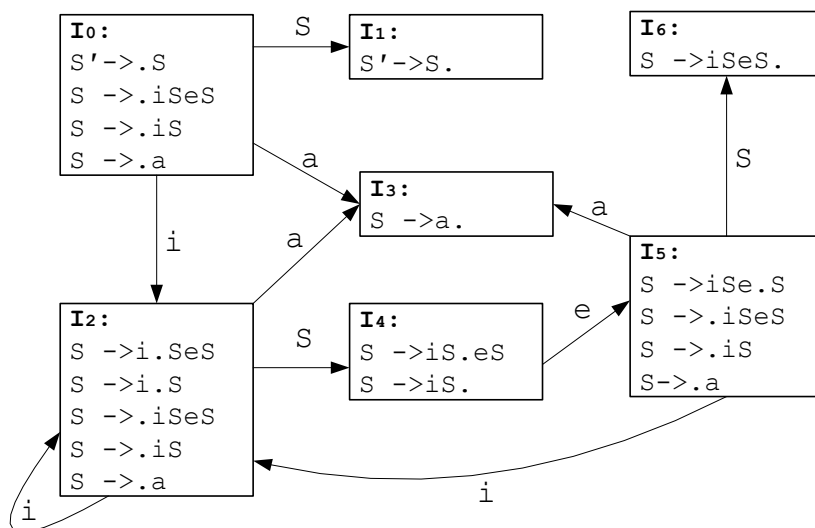 I0:
S'->.S
S ->.iSeS
S ->.iS
S ->.a
S
I1:
S'->S.
I6:
S ->iSeS.
a
I3:
S ->a.
S
i
a
a
I2:
S ->i.SeS
S ->i.S
S ->.iSeS
S ->.iS
S ->.a
S
I4:
S ->iS.eS
S ->iS.
e
I5:
S ->iSe.S
S ->.iSeS
S ->.iS
S->.a
i
i